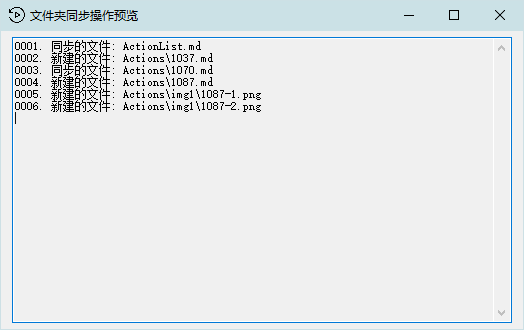 文件夹同步操作预览
0001. 同步的文件: ActionList.md
0002. 新建的文件: Actions\1037.md
0003. 同步的文件: Actions\1070.md
0004. 新建的文件: Actions\1087.md
0005. 新建的文件: Actions\img1\1087-1.png
0006. 新建的文件: Actions\img1\1087-2.png